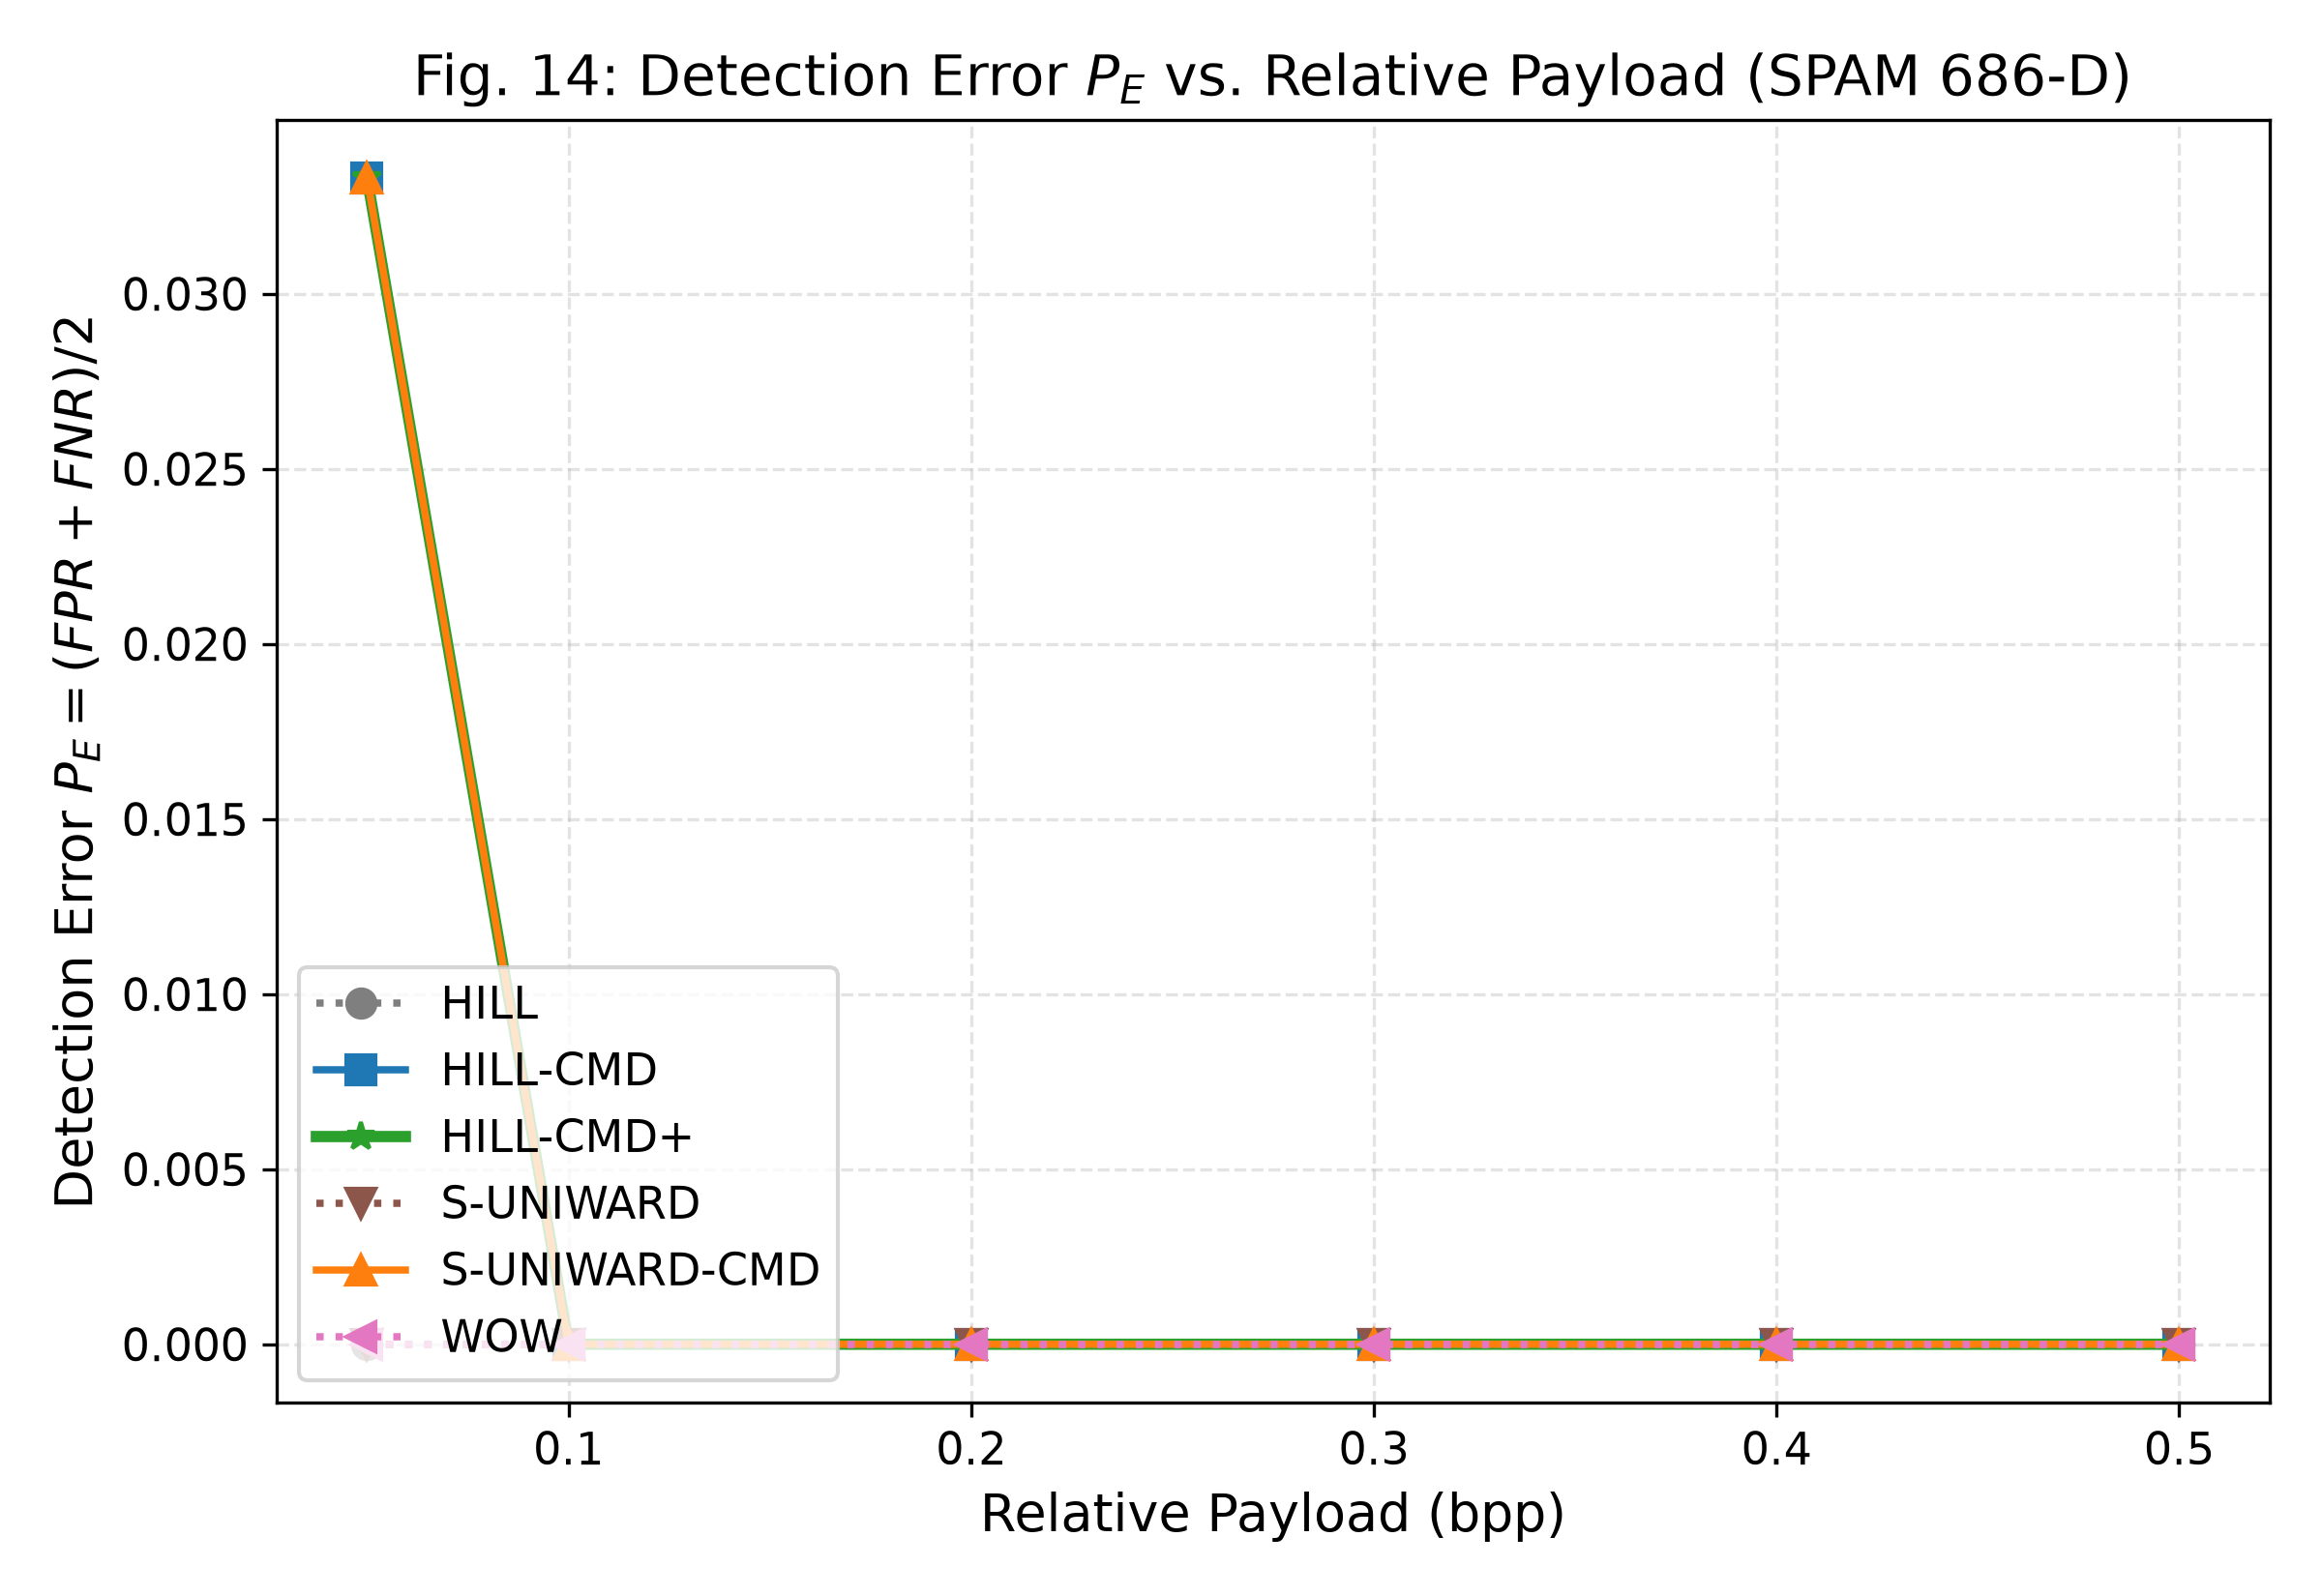 Fig. 14: Detection Error P_E vs. Relative Payload (SPAM 686-D)
Detection Error P_E = (FPR + FNR)/2
0.030
0.025
0.020
0.015
0.010
0.005
0.000
HILL
HILL-CMD
HILL-CMD+
S-UNIWARD
S-UNIWARD-CMD
WOW
0.1 0.2 0.3 0.4 0.5
Relative Payload (bpp)